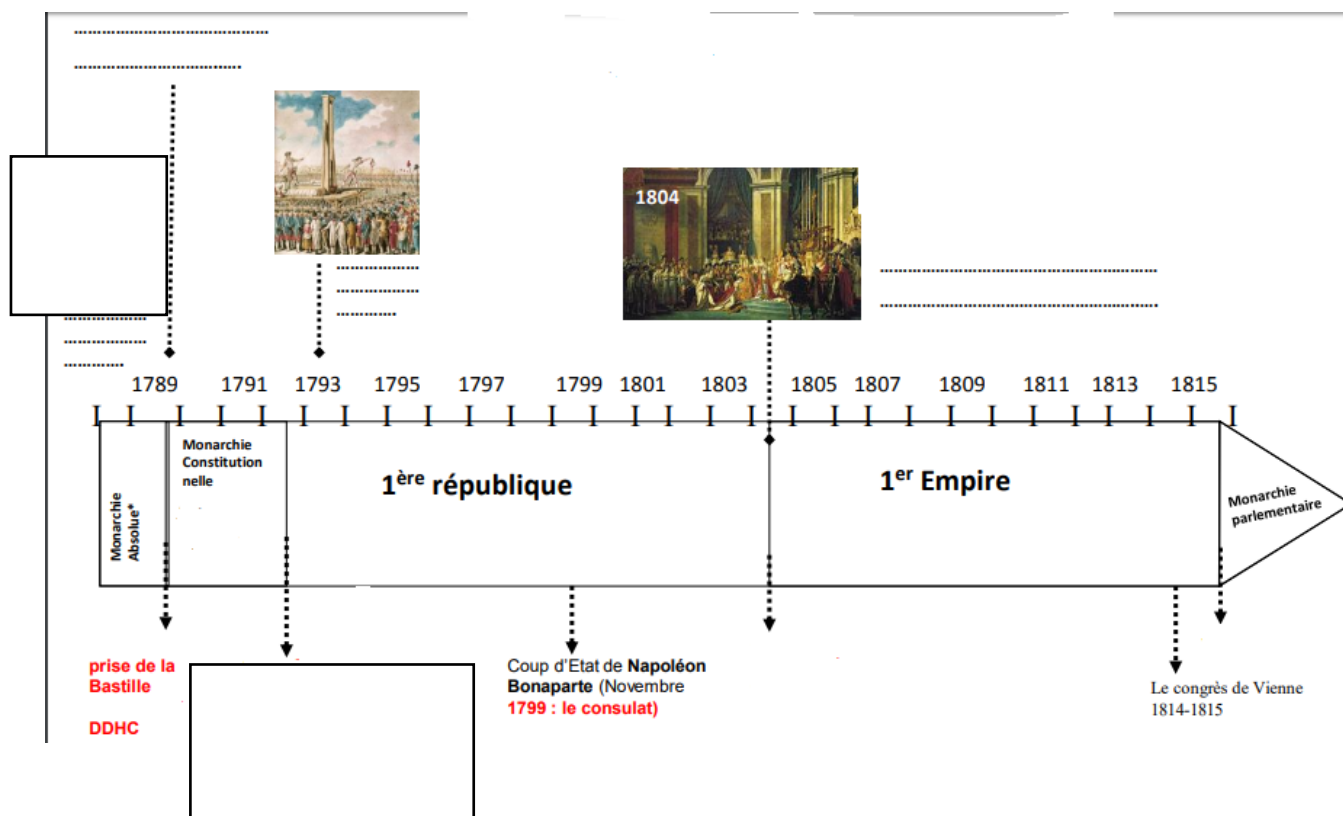 1804
1789 1791 1793 1795 1797 1799 1801 1803 1805 1807 1809 1811 1813 1815
Monarchie
Absolue*
Monarchie
Constitution
nelle
1ère république
1er Empire
Monarchie
parlementaire
prise de la
Bastille
DDHC
Coup d'Etat de Napoléon
Bonaparte (Novembre
1799 : le consulat)
Le congrès de Vienne
1814-1815